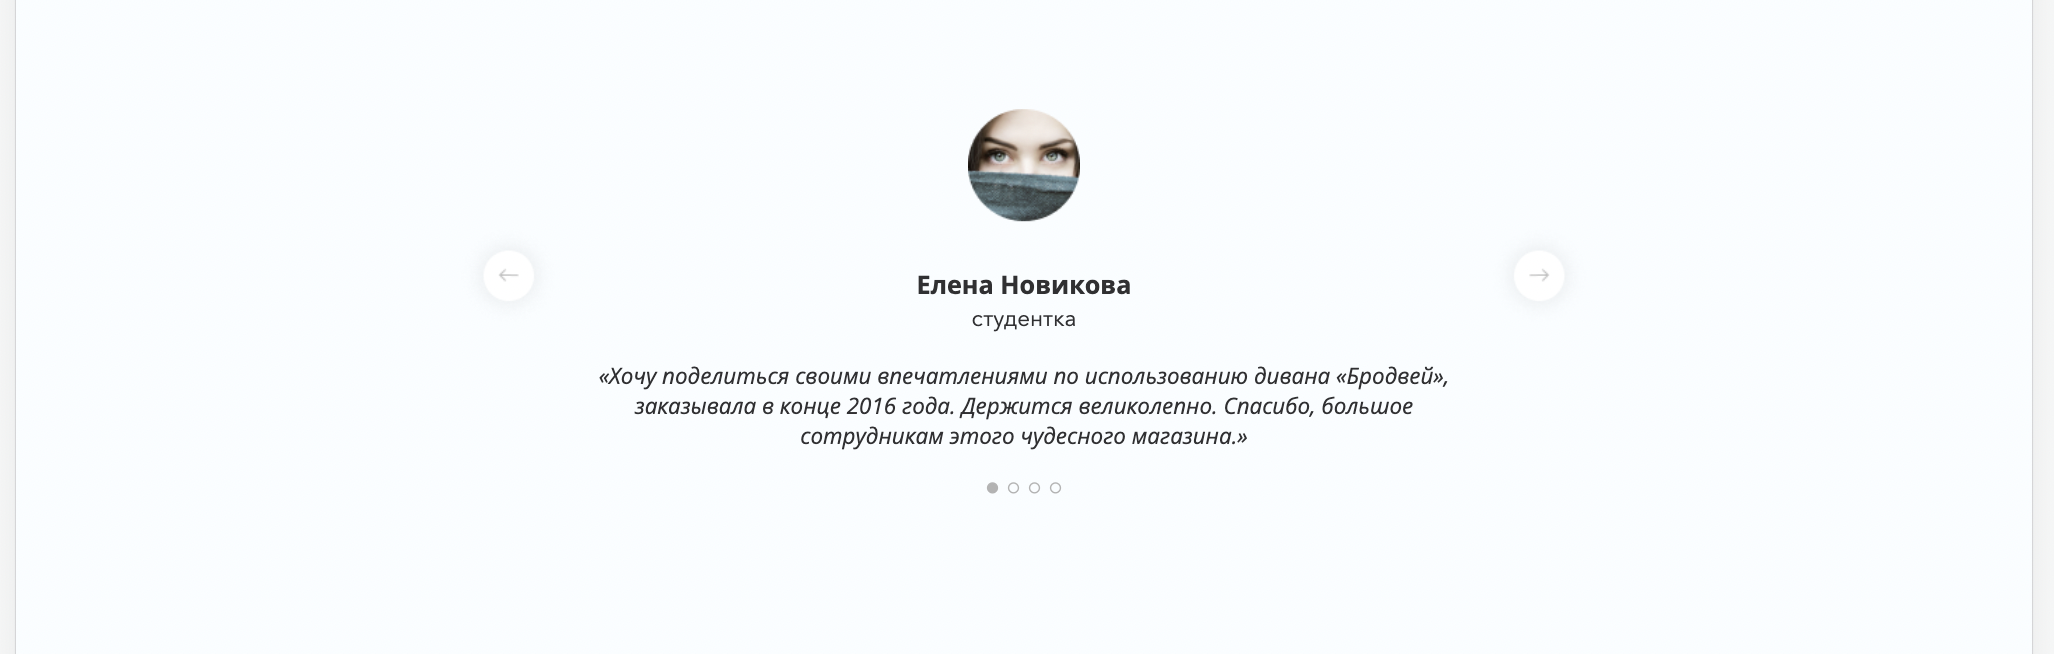 Елена Новикова
студентка
«Хочу поделиться своими впечатлениями по использованию дивана «Бродвей»,
заказывала в конце 2016 года. Держится великолепно. Спасибо, большое
сотрудникам этого чудесного магазина.»